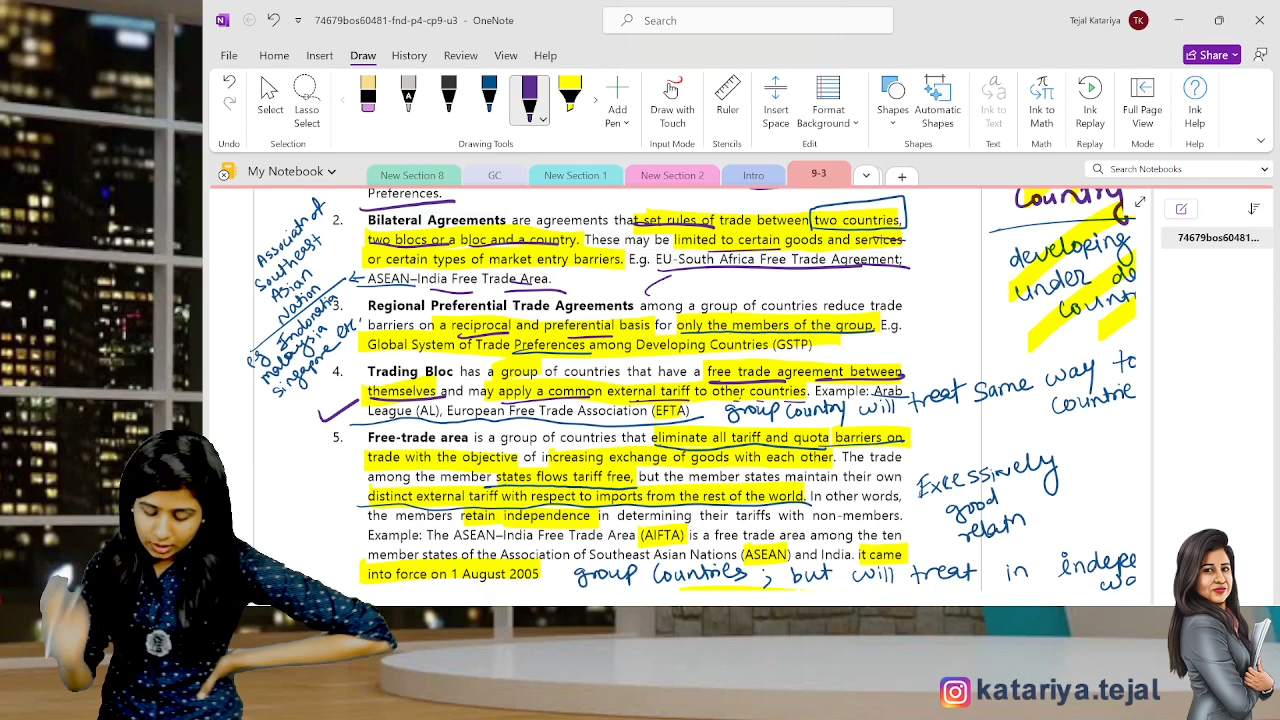 74679bos60481-fnd-p4-cp9-u3 - OneNote
Search
Tejal Katariya
TK
File Home Insert Draw History Review View Help
Share
Select
Lasso Select
Add Pen
Draw with Touch
Ruler
Insert Space
Format Background
Shapes
Automatic Shapes
Ink to Text
Ink to Math
Ink Replay
Full Page View
Ink Help
Undo
Selection
Drawing Tools
Input Mode
Stencils
Edit
Text
Math
Replay
View
Help
My Notebook
New Section 8
GC
New Section 1
New Section 2
Intro
9-3
Search Notebooks
74679bos60481...
Preferences.
2. Bilateral Agreements are agreements that set rules of trade between two countries,
two blocs or a bloc and a country. These may be limited to certain goods and services
or certain types of market entry barriers. E.g. EU-South Africa Free Trade Agreement;
ASEAN–India Free Trade Area.
3. Regional Preferential Trade Agreements among a group of countries reduce trade
barriers on a reciprocal and preferential basis for only the members of the group. E.g.
Global System of Trade Preferences among Developing Countries (GSTP)
4. Trading Bloc has a group of countries that have a free trade agreement between
themselves and may apply a common external tariff to other countries. Example: Arab
League (AL), European Free Trade Association (EFTA)
5. Free-trade area is a group of countries that eliminate all tariff and quota barriers on
trade with the objective of increasing exchange of goods with each other. The trade
among the member states flows tariff free, but the member states maintain their own
distinct external tariff with respect to imports from the rest of the world. In other words,
the members retain independence in determining their tariffs with non-members.
Example: The ASEAN–India Free Trade Area (AIFTA) is a free trade area among the ten
member states of the Association of Southeast Asian Nations (ASEAN) and India. it came
into force on 1 August 2005
Southeast
Asian
Nation
e.g Indonetia
malaysia etc.
Singapore
Country
developing
under de
Count
group country will treat same way to
countrie
Excessively
good
relatn
group Countries; but will treat in indepe
katariya.tejal